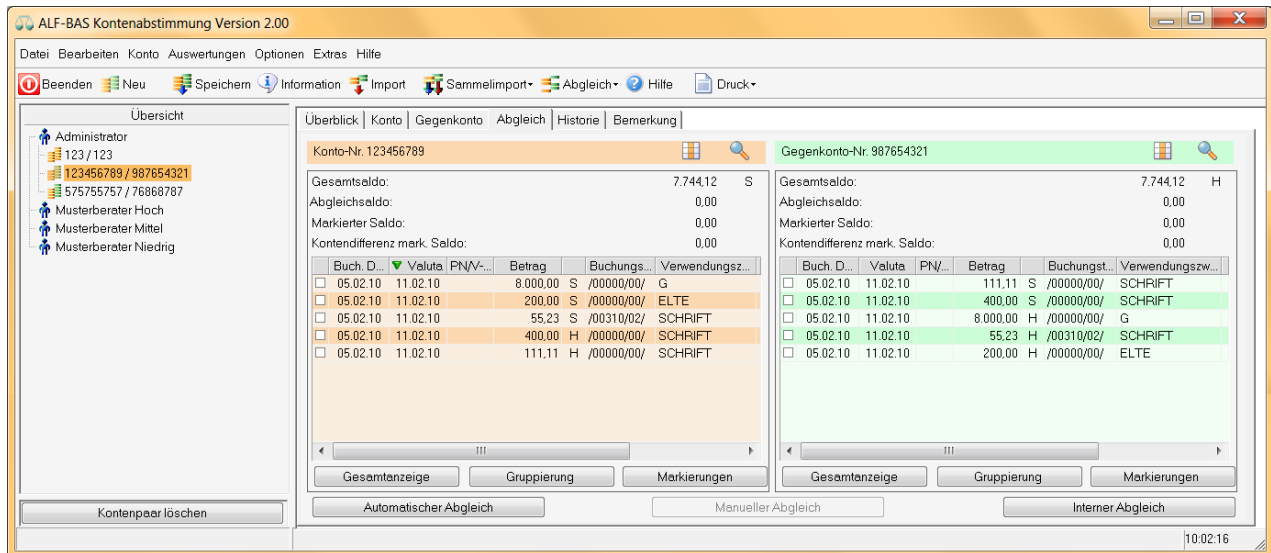 ALF-BAS Kontenabstimmung Version 2.00
Datei Bearbeiten Konto Auswertungen Optionen Extras Hilfe
Beenden Neu Speichern Information Import Sammelimport Abgleich Hilfe Druck
Übersicht
Administrator
123 / 123
123456789 / 987654321
575755757 / 76868787
Musterberater Hoch
Musterberater Mittel
Musterberater Niedrig
Kontenpaar löschen
Überblick Konto Gegenkonto Abgleich Historie Bemerkung
Konto-Nr. 123456789
Gesamtsaldo: 7.744,12 S
Abgleichsaldo: 0,00
Markierter Saldo: 0,00
Kontendifferenz mark. Saldo: 0,00
Buch. D... Valuta PN/V-... Betrag Buchungs... Verwendungsz...
05.02.10 11.02.10 8.000,00 S /00000/00/ G
05.02.10 11.02.10 200,00 S /00000/00/ ELTE
05.02.10 11.02.10 55,23 S /00310/02/ SCHRIFT
05.02.10 11.02.10 400,00 H /00000/00/ SCHRIFT
05.02.10 11.02.10 111,11 H /00000/00/ SCHRIFT
Gesamtanzeige Gruppierung Markierungen
Gegenkonto-Nr. 987654321
Gesamtsaldo: 7.744,12 H
Abgleichsaldo: 0,00
Markierter Saldo: 0,00
Kontendifferenz mark. Saldo: 0,00
Buch. D... Valuta PN/... Betrag Buchungst... Verwendungszw...
05.02.10 11.02.10 111,11 S /00000/00/ SCHRIFT
05.02.10 11.02.10 400,00 S /00000/00/ SCHRIFT
05.02.10 11.02.10 8.000,00 H /00000/00/ G
05.02.10 11.02.10 55,23 H /00310/02/ SCHRIFT
05.02.10 11.02.10 200,00 H /00000/00/ ELTE
Gesamtanzeige Gruppierung Markierungen
Automatischer Abgleich Manueller Abgleich Interner Abgleich
10:02:16